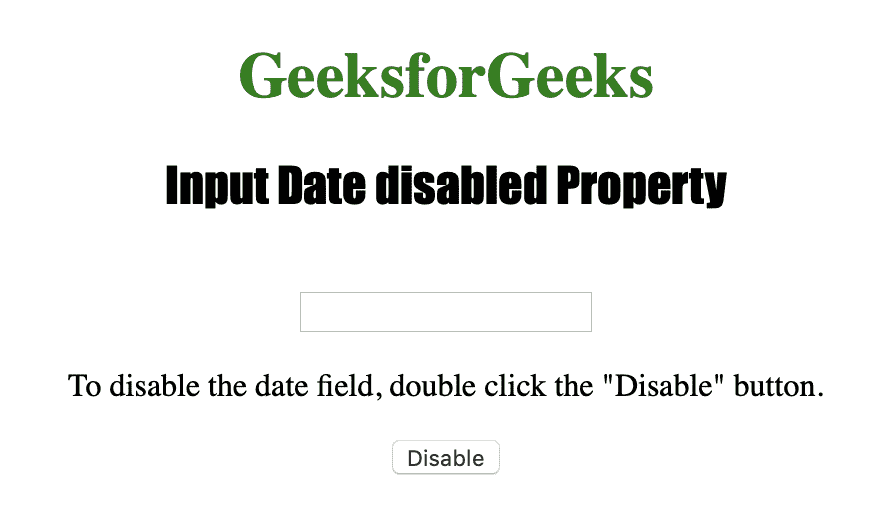 GeeksforGeeks
Input Date disabled Property
To disable the date field, double click the "Disable" button.
Disable